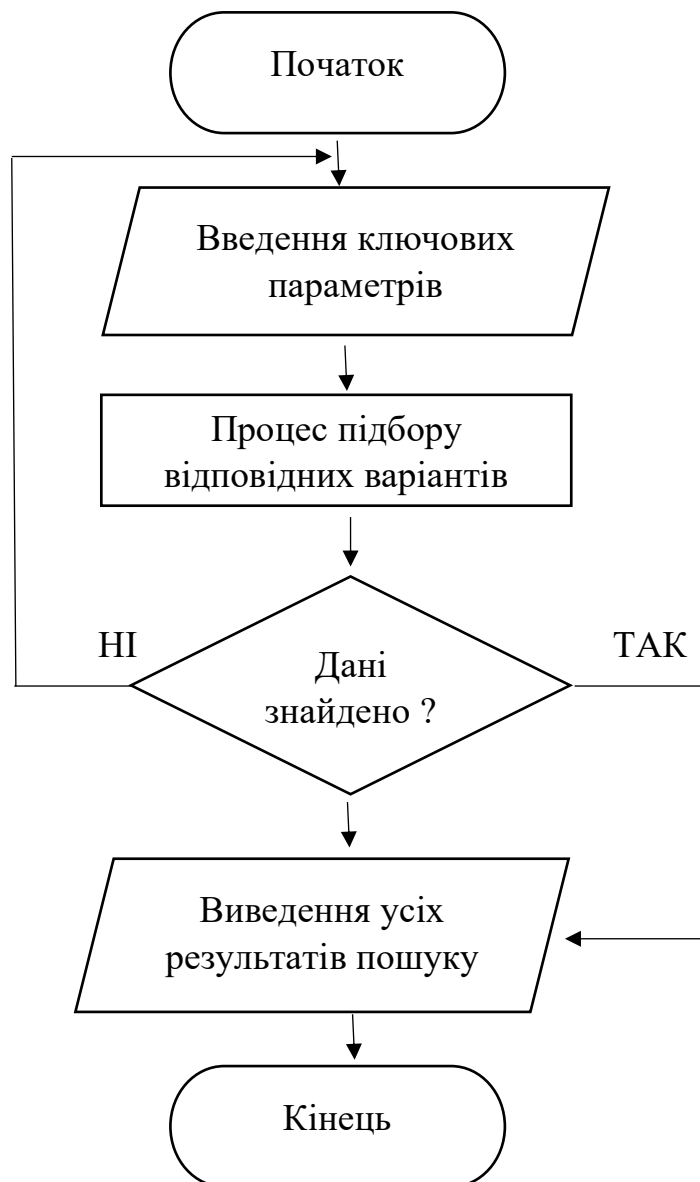 Початок
Введення ключових
параметрів
Процес підбору
відповідних варіантів
НІ
ТАК
Дані
знайдено ?
Виведення усіх
результатів пошуку
Кінець